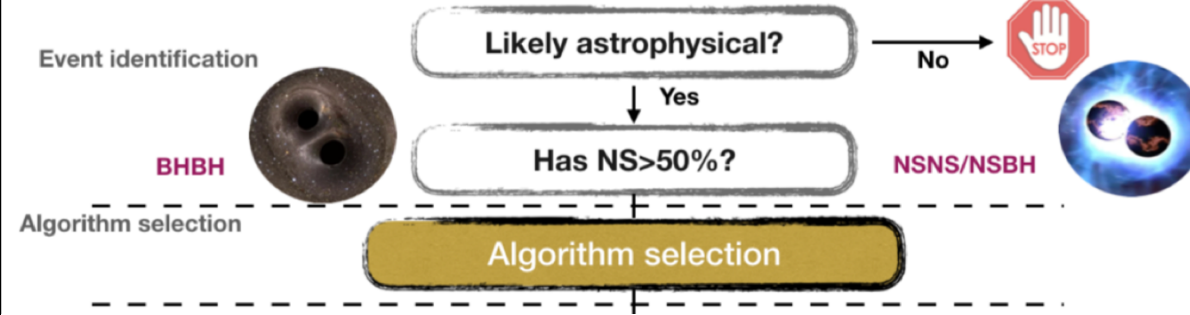 Likely astrophysical?
STOP
No
Event identification
Yes
BHBH
Has NS>50%?
NSNS/NSBH
Algorithm selection
Algorithm selection